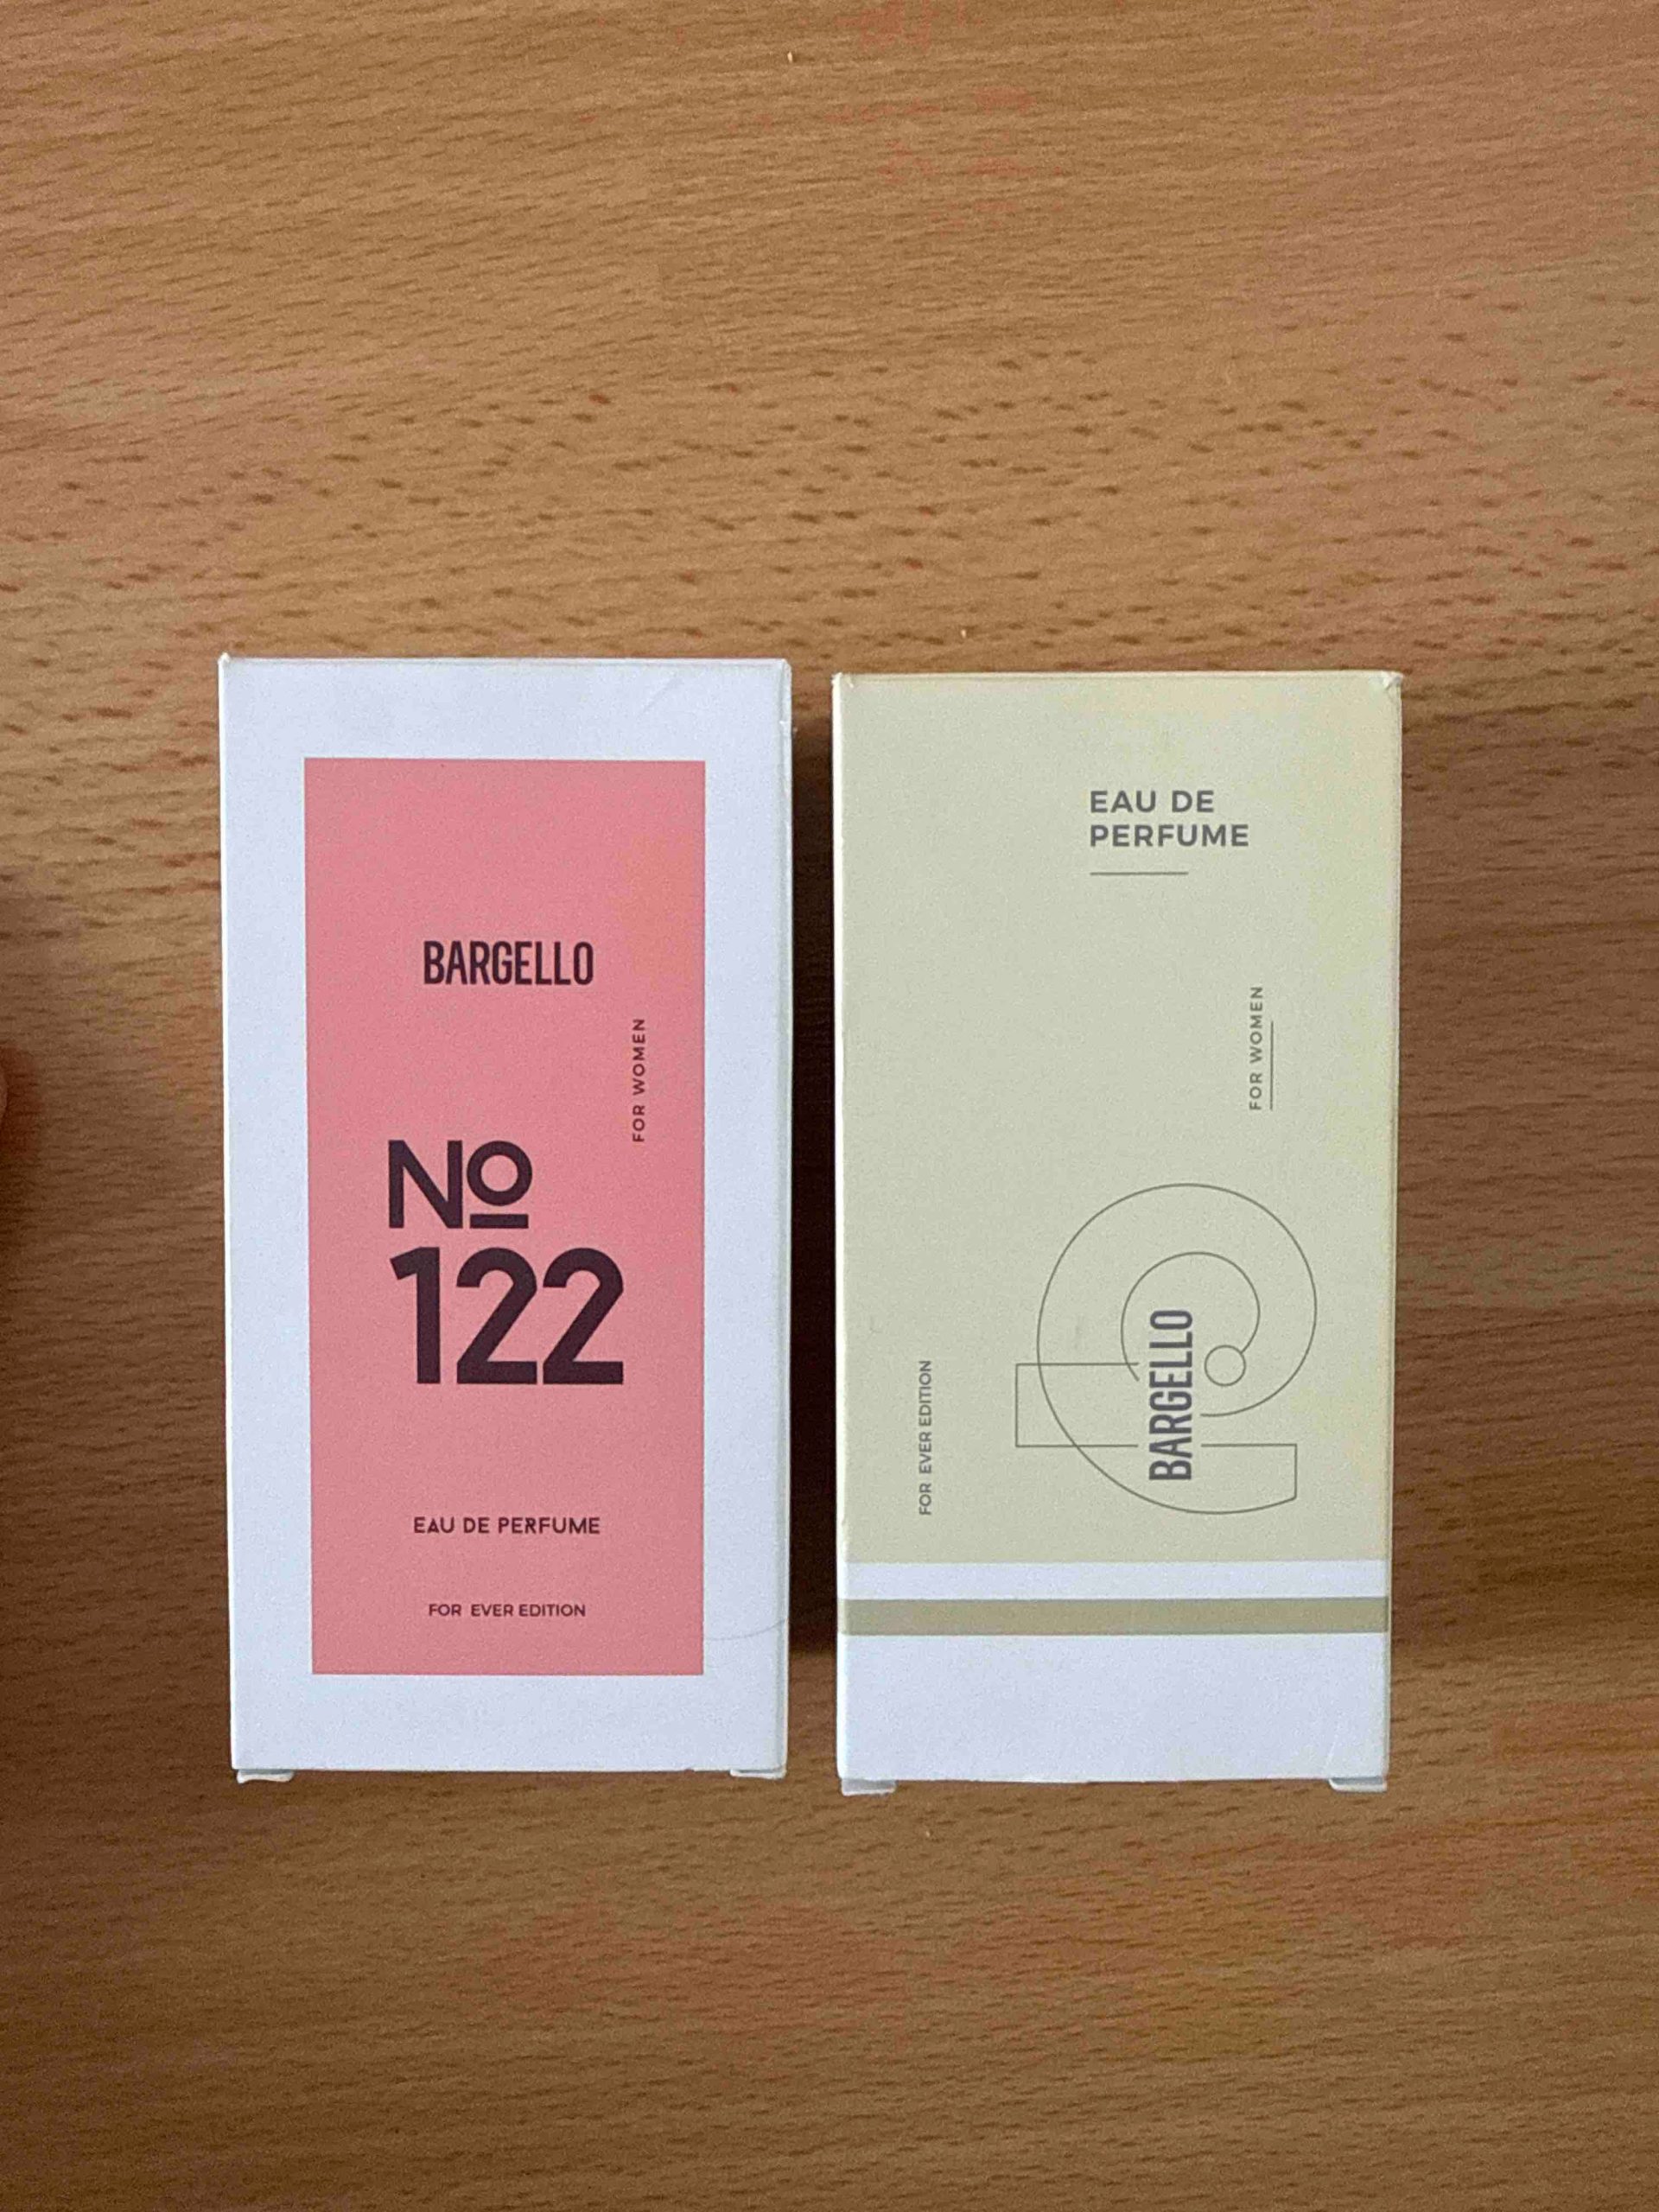 BARGELLO
FOR WOMEN
No
122
EAU DE PERFUME
FOR EVER EDITION
EAU DE
PERFUME
FOR WOMEN
BARGELLO
FOR EVER EDITION